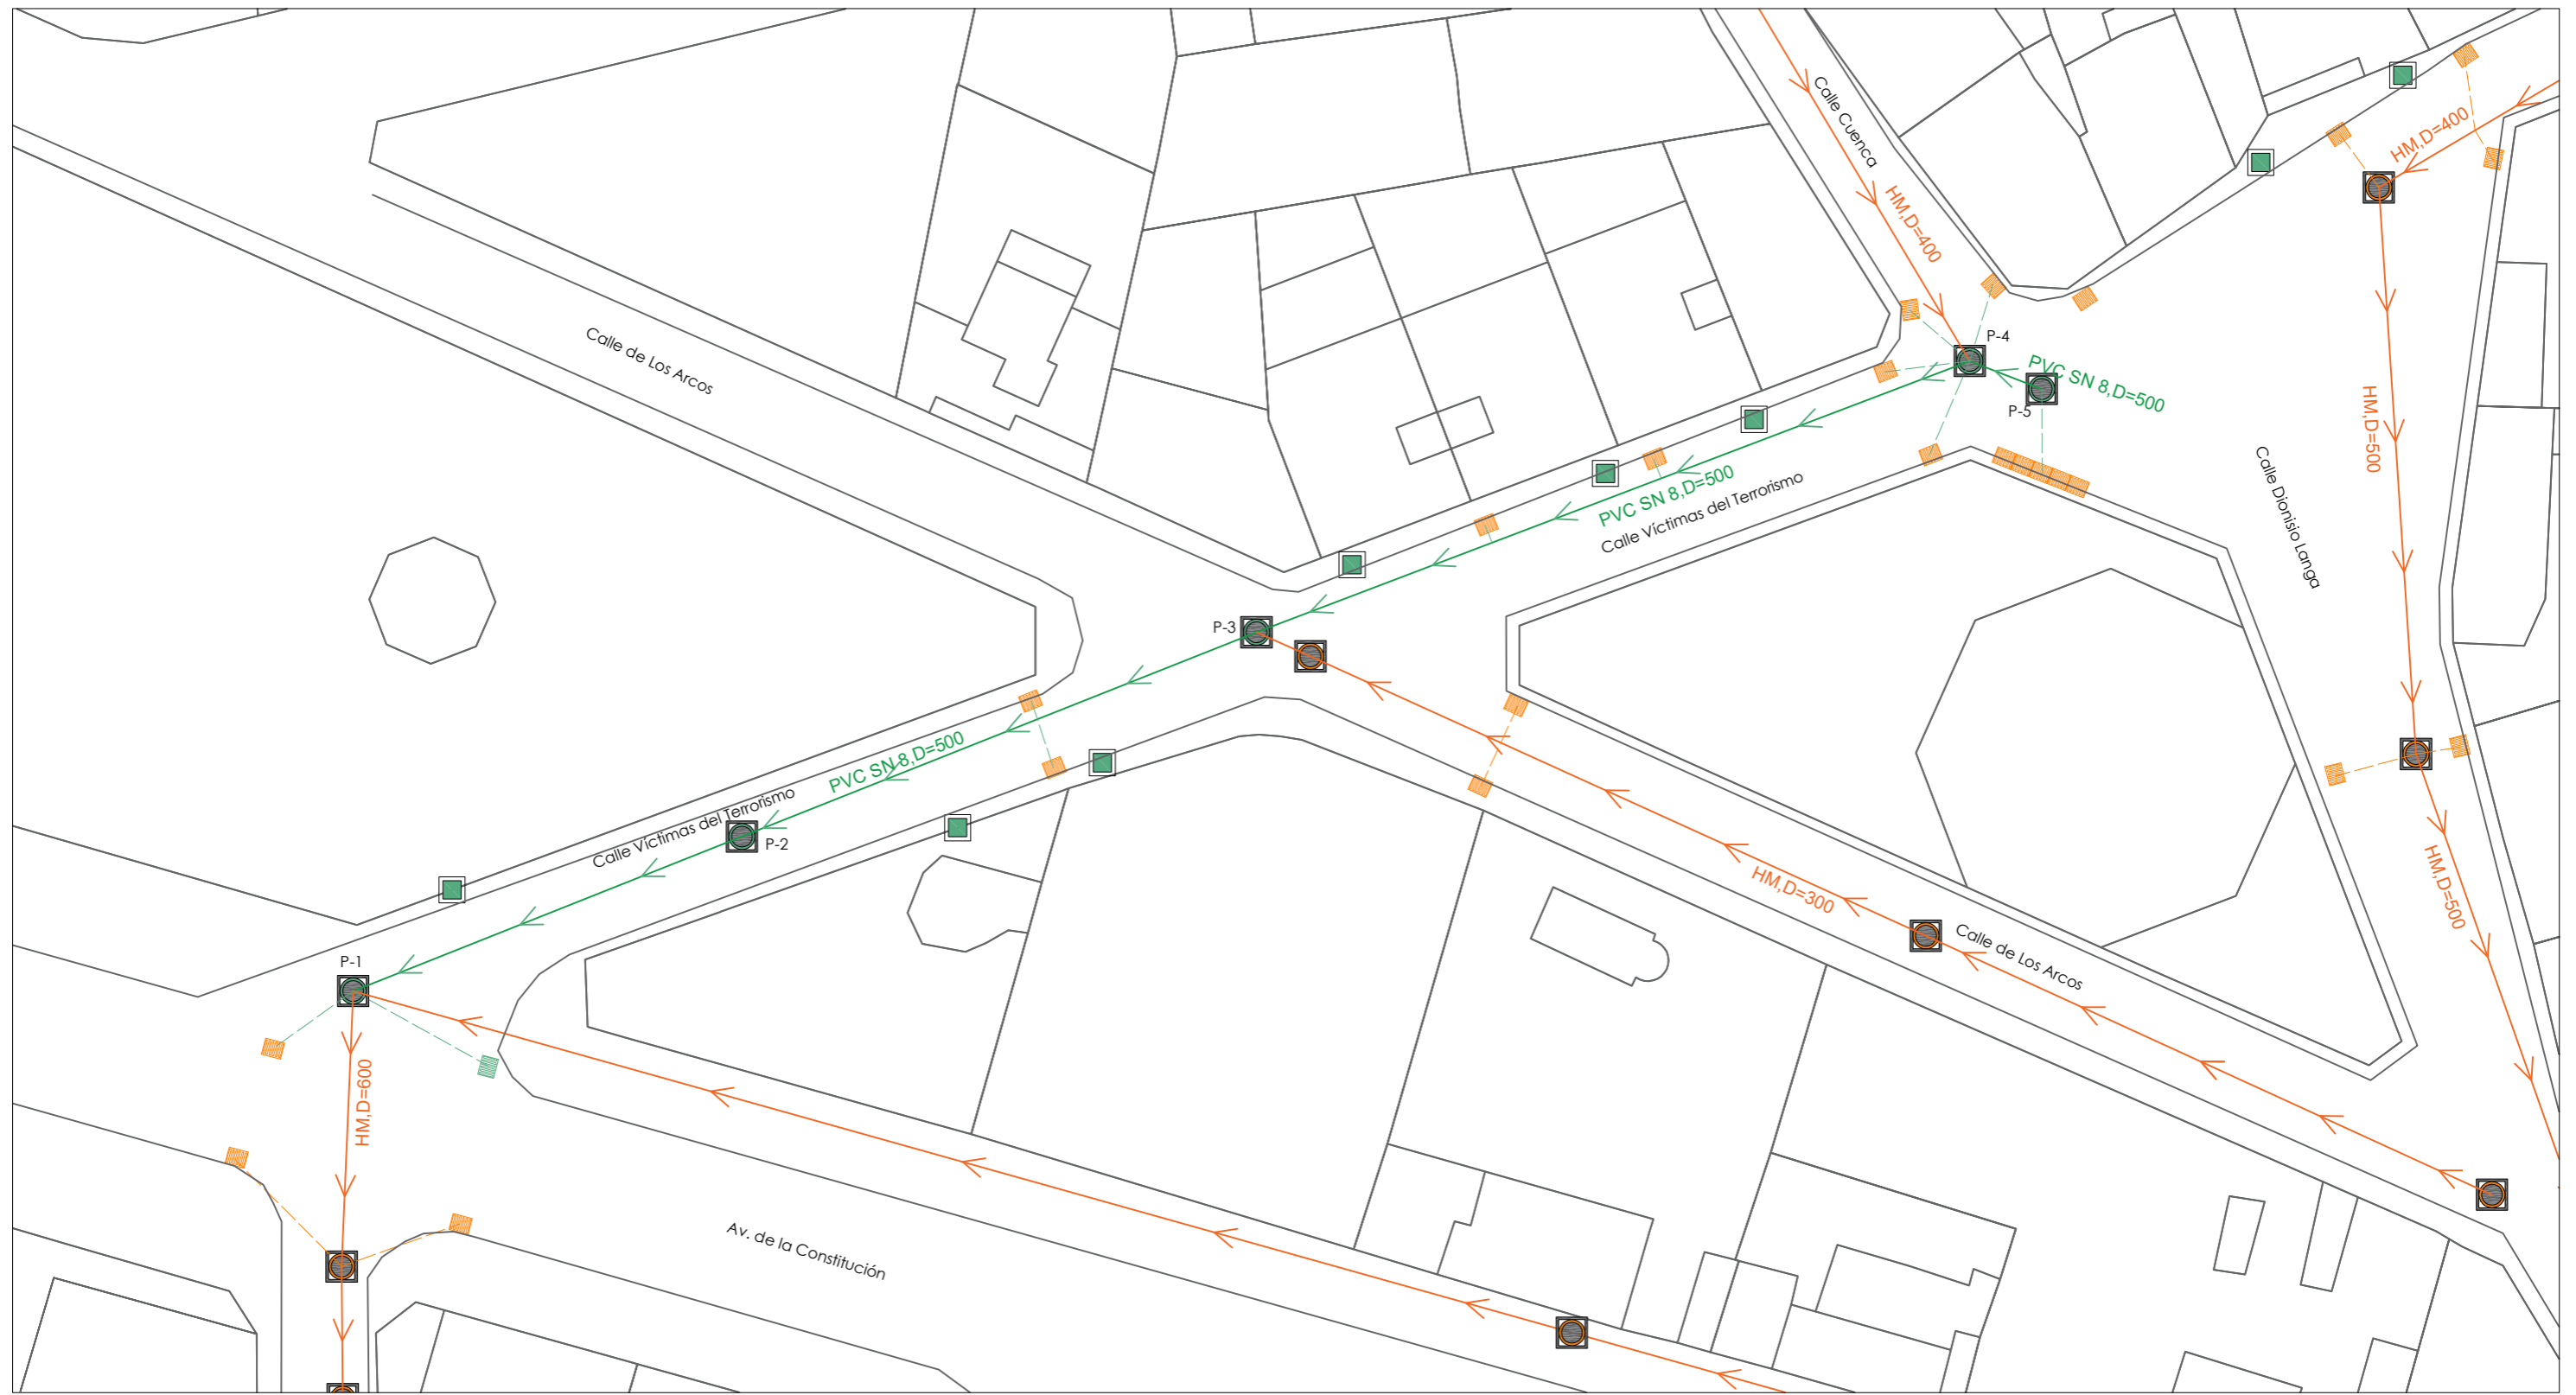 Calle Cuenca
HM,D=400
HM,D=400
P-4
PVC SN 8,D=500
P-5
Calle de Los Arcos
HM,D=500
Calle Dionisio Langa
PVC SN 8,D=500
Calle Víctimas del Terrorismo
P-3
PVC SN 8,D=500
Calle Víctimas del Terrorismo
P-2
HM,D=300
HM,D=500
Calle de Los Arcos
P-1
HM,D=600
Av. de la Constitución